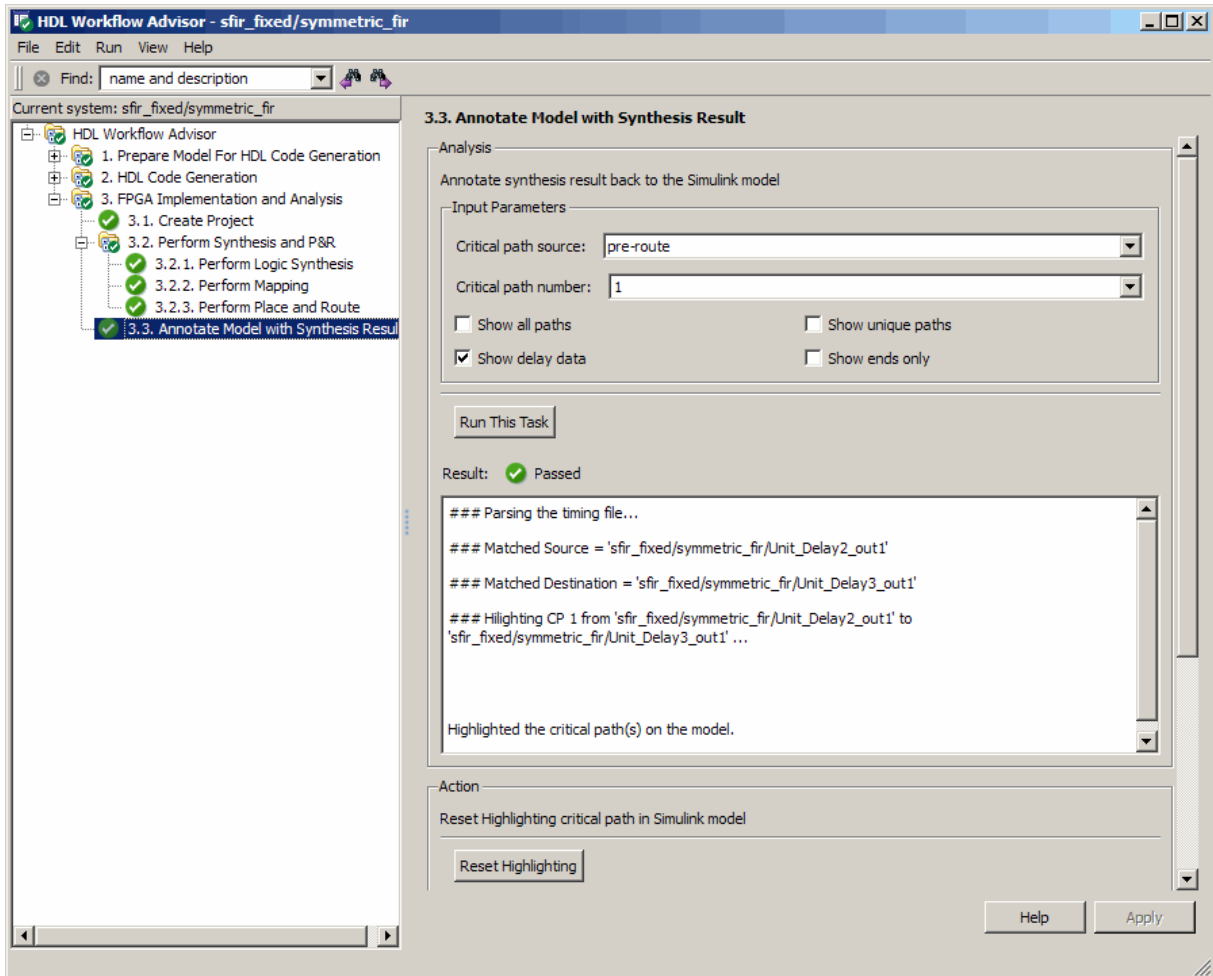 HDL Workflow Advisor - sfir_fixed/symmetric_fir
File Edit Run View Help
Find: name and description
Current system: sfir_fixed/symmetric_fir
HDL Workflow Advisor
1. Prepare Model For HDL Code Generation
2. HDL Code Generation
3. FPGA Implementation and Analysis
3.1. Create Project
3.2. Perform Synthesis and P&R
3.2.1. Perform Logic Synthesis
3.2.2. Perform Mapping
3.2.3. Perform Place and Route
3.3. Annotate Model with Synthesis Resul
3.3. Annotate Model with Synthesis Result
Analysis
Annotate synthesis result back to the Simulink model
Input Parameters
Critical path source: pre-route
Critical path number: 1
Show all paths Show unique paths
Show delay data Show ends only
Run This Task
Result: Passed
### Parsing the timing file...
### Matched Source = 'sfir_fixed/symmetric_fir/Unit_Delay2_out1'
### Matched Destination = 'sfir_fixed/symmetric_fir/Unit_Delay3_out1'
### Hilighting CP 1 from 'sfir_fixed/symmetric_fir/Unit_Delay2_out1' to
'sfir_fixed/symmetric_fir/Unit_Delay3_out1' ...
Highlighted the critical path(s) on the model.
Action
Reset Highlighting critical path in Simulink model
Reset Highlighting
Help Apply